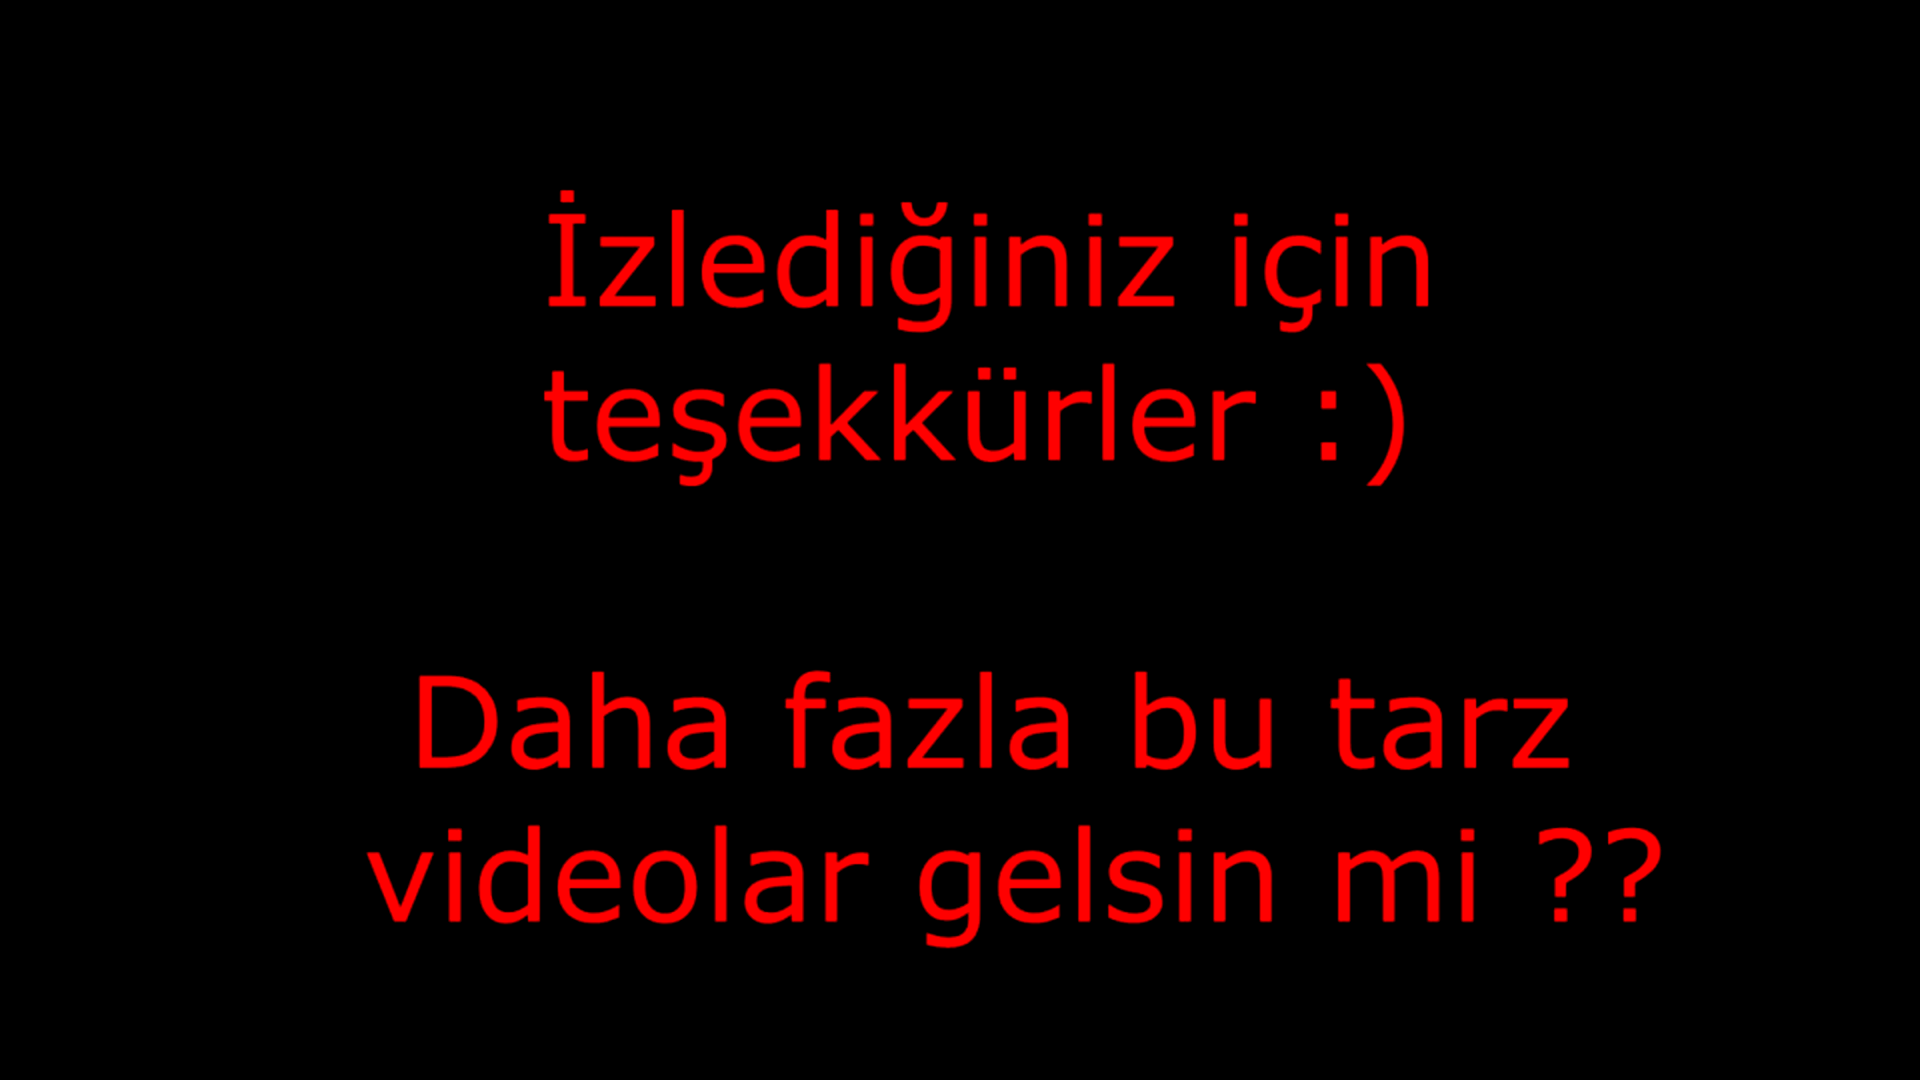 İzlediğiniz için
teşekkürler :)
Daha fazla bu tarz
videolar gelsin mi ??